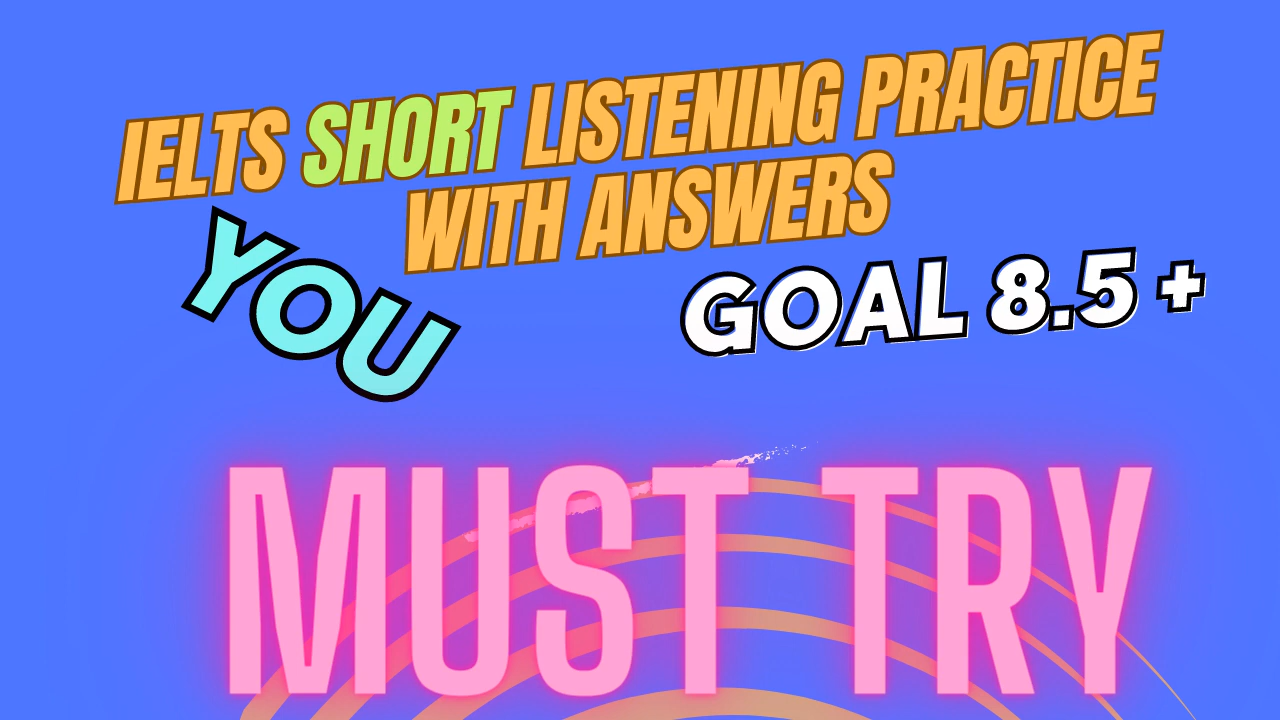 IELTS SHORT LISTENING PRACTICE
WITH ANSWERS
YOU
GOAL 8.5 +
MUST TRY